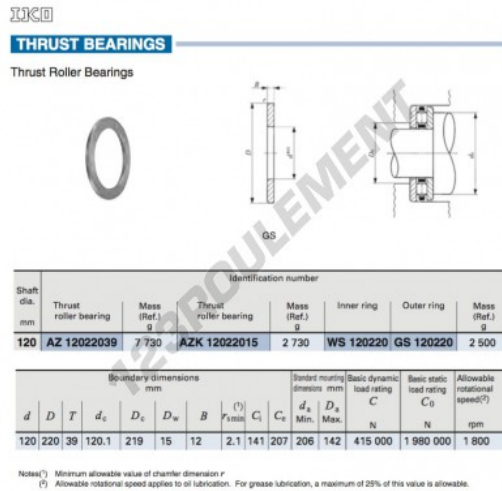 IKO
THRUST BEARINGS
Thrust Roller Bearings
B
r
D
GS
Identification number
Shaft dia. mm
Thrust roller bearing
Mass (Ref.) g
Thrust roller bearing
Mass (Ref.) g
Inner ring
Outer ring
Mass (Ref.) g
120 AZ 12022039 7 730 AZK 12022015 2 730 WS 120220 GS 120220 2 500
Boundary dimensions mm
Standard mounting dimensions mm
Basic dynamic load rating C N
Basic static load rating C0 N
Allowable rotational speed(2) rpm
d D T dc Dc Dw B rs min(1) Ci Ce da Min. Da Max.
120 220 39 120.1 219 15 12 2.1 141 207 206 142 415 000 1 980 000 1 800
Notes(1) Minimum allowable value of chamfer dimension r
(2) Allowable rotational speed applies to oil lubrication. For grease lubrication, a maximum of 25% of this value is allowable.
123ROULEMENT